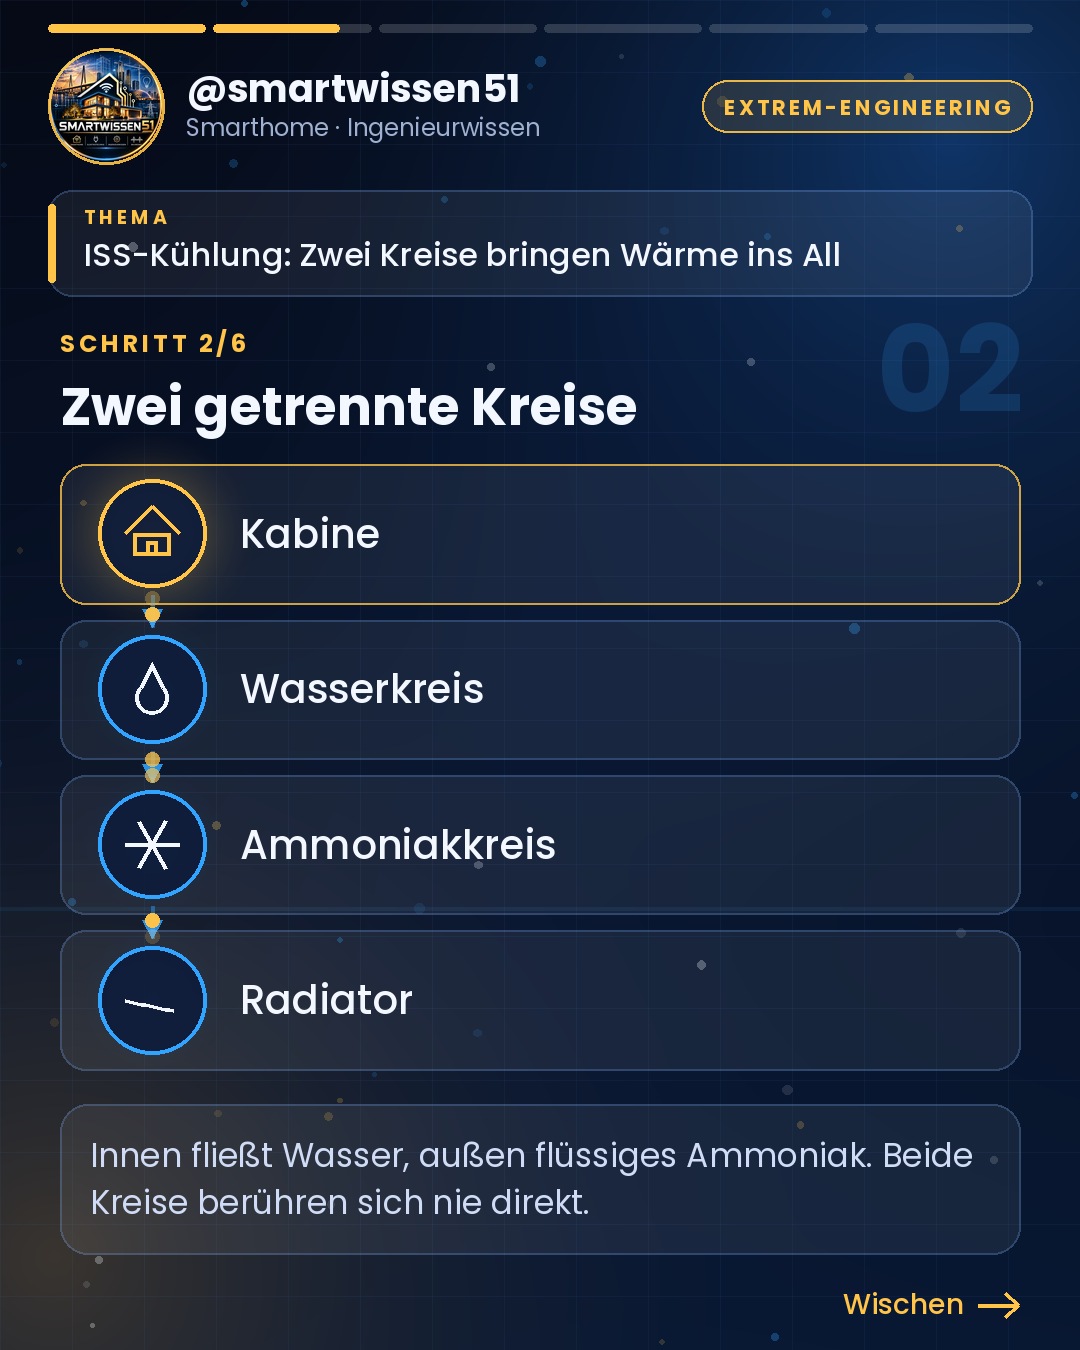 @smartwissen51
Smarthome · Ingenieurwissen
EXTREM-ENGINEERING
SMARTWISSEN51
THEMA
ISS-Kühlung: Zwei Kreise bringen Wärme ins All
SCHRITT 2/6
02
Zwei getrennte Kreise
Kabine
Wasserkreis
Ammoniakkreis
Radiator
Innen fließt Wasser, außen flüssiges Ammoniak. Beide
Kreise berühren sich nie direkt.
Wischen